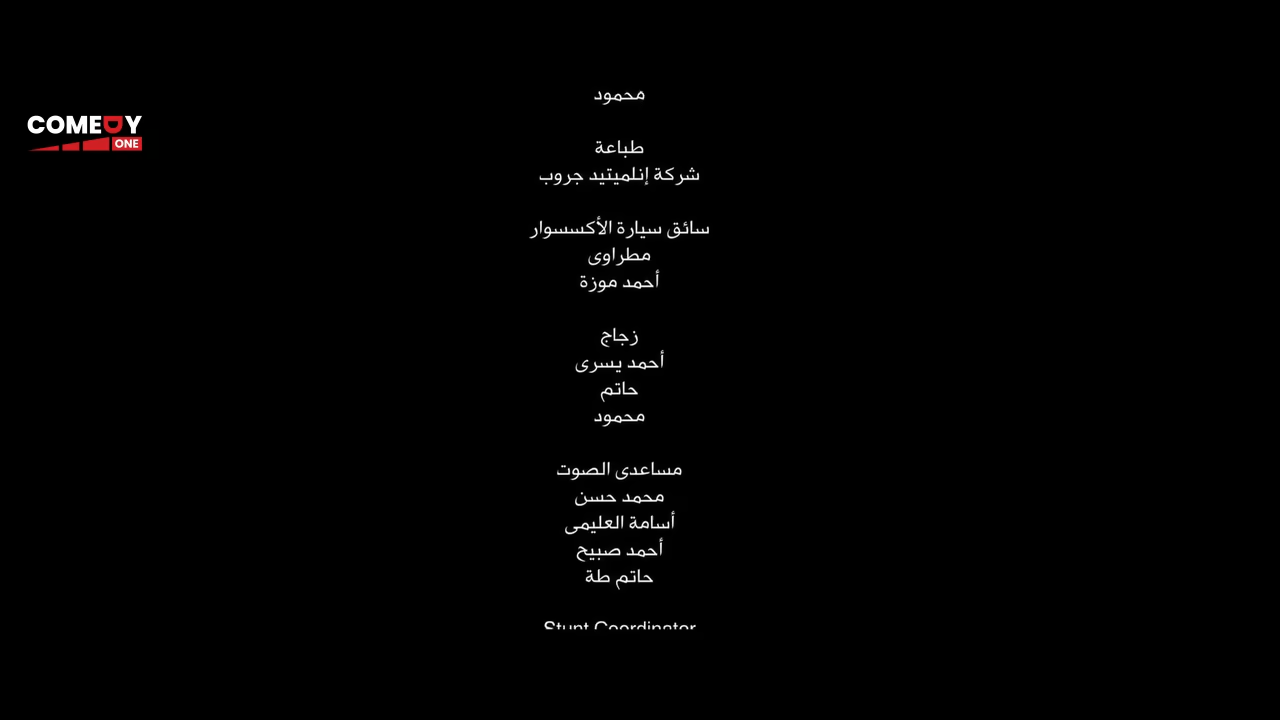 محمود
COMEDY
ONE
طباعة
شركة إنلميتيد جروب
سائق سيارة الأكسسوار
مطراوى
أحمد موزة
زجاج
أحمد يسرى
حاتم
محمود
مساعدى الصوت
محمد حسن
أسامة العليمى
أحمد صبيح
حاتم طة
Stunt Coordinator